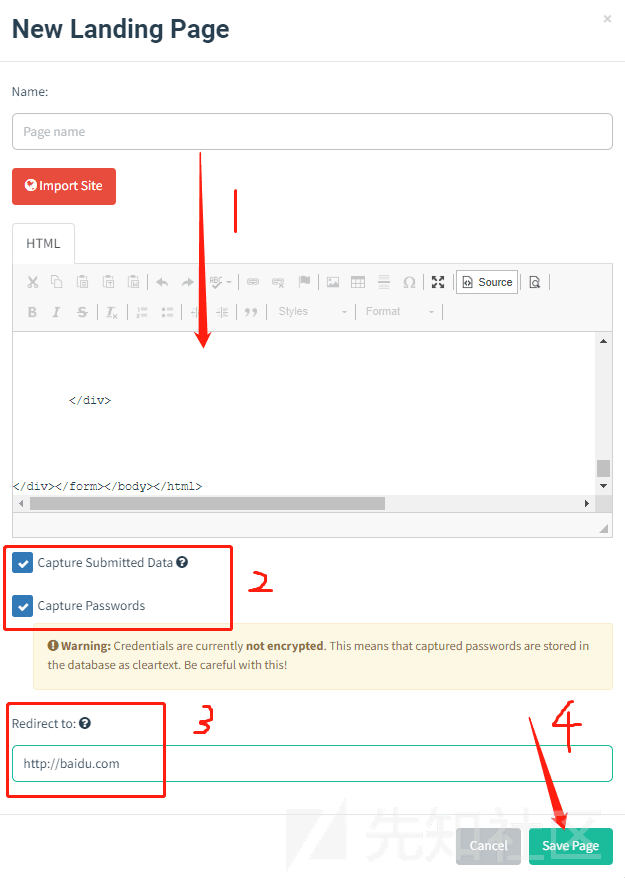 New Landing Page
×
Name:
Page name
Import Site
1
HTML
ABC
Source
B I S Tx
Styles Format
</div>
</div></form></body></html>
Capture Submitted Data ?
2
Capture Passwords
Warning: Credentials are currently not encrypted. This means that captured passwords are stored in
the database as cleartext. Be careful with this!
Redirect to: ?
3
http://baidu.com
4
先知社区
Cancel Save Page